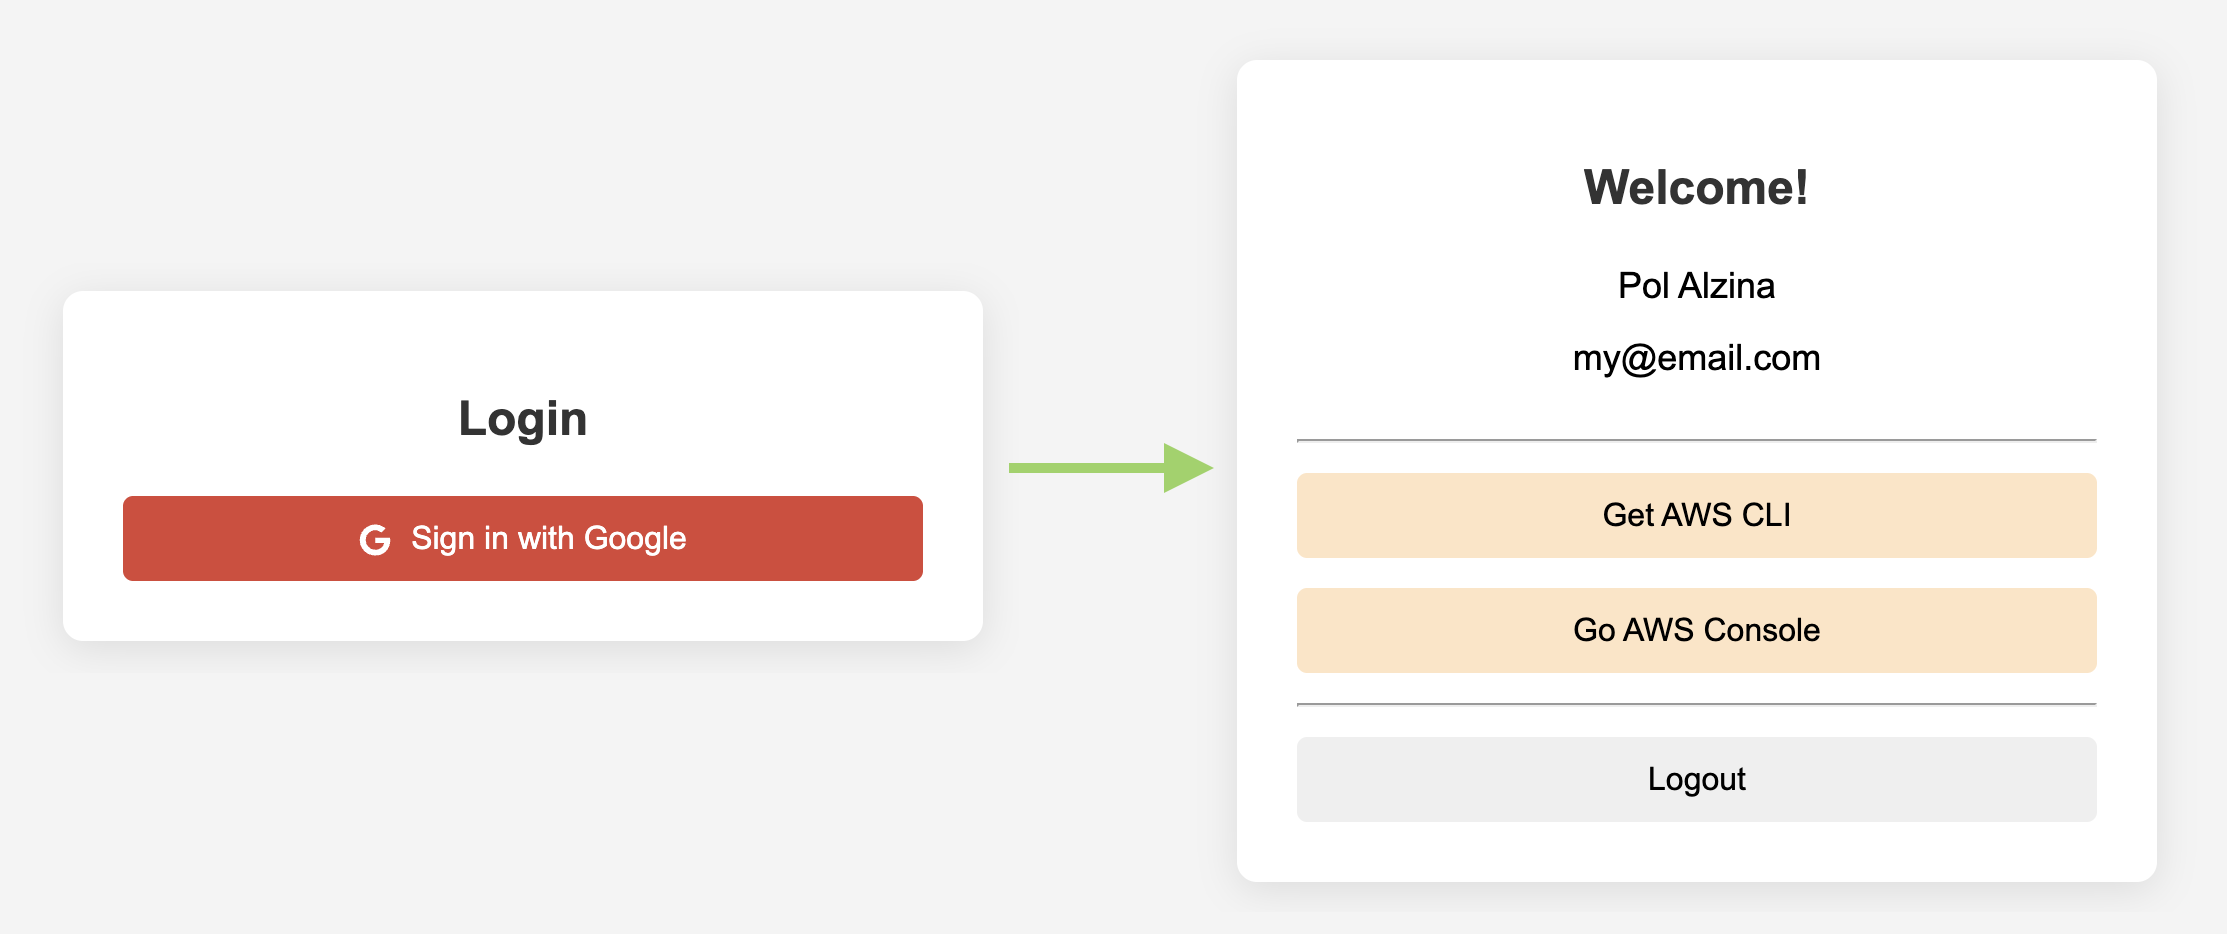 Login
Sign in with Google
Welcome!
Pol Alzina
my@email.com
Get AWS CLI
Go AWS Console
Logout